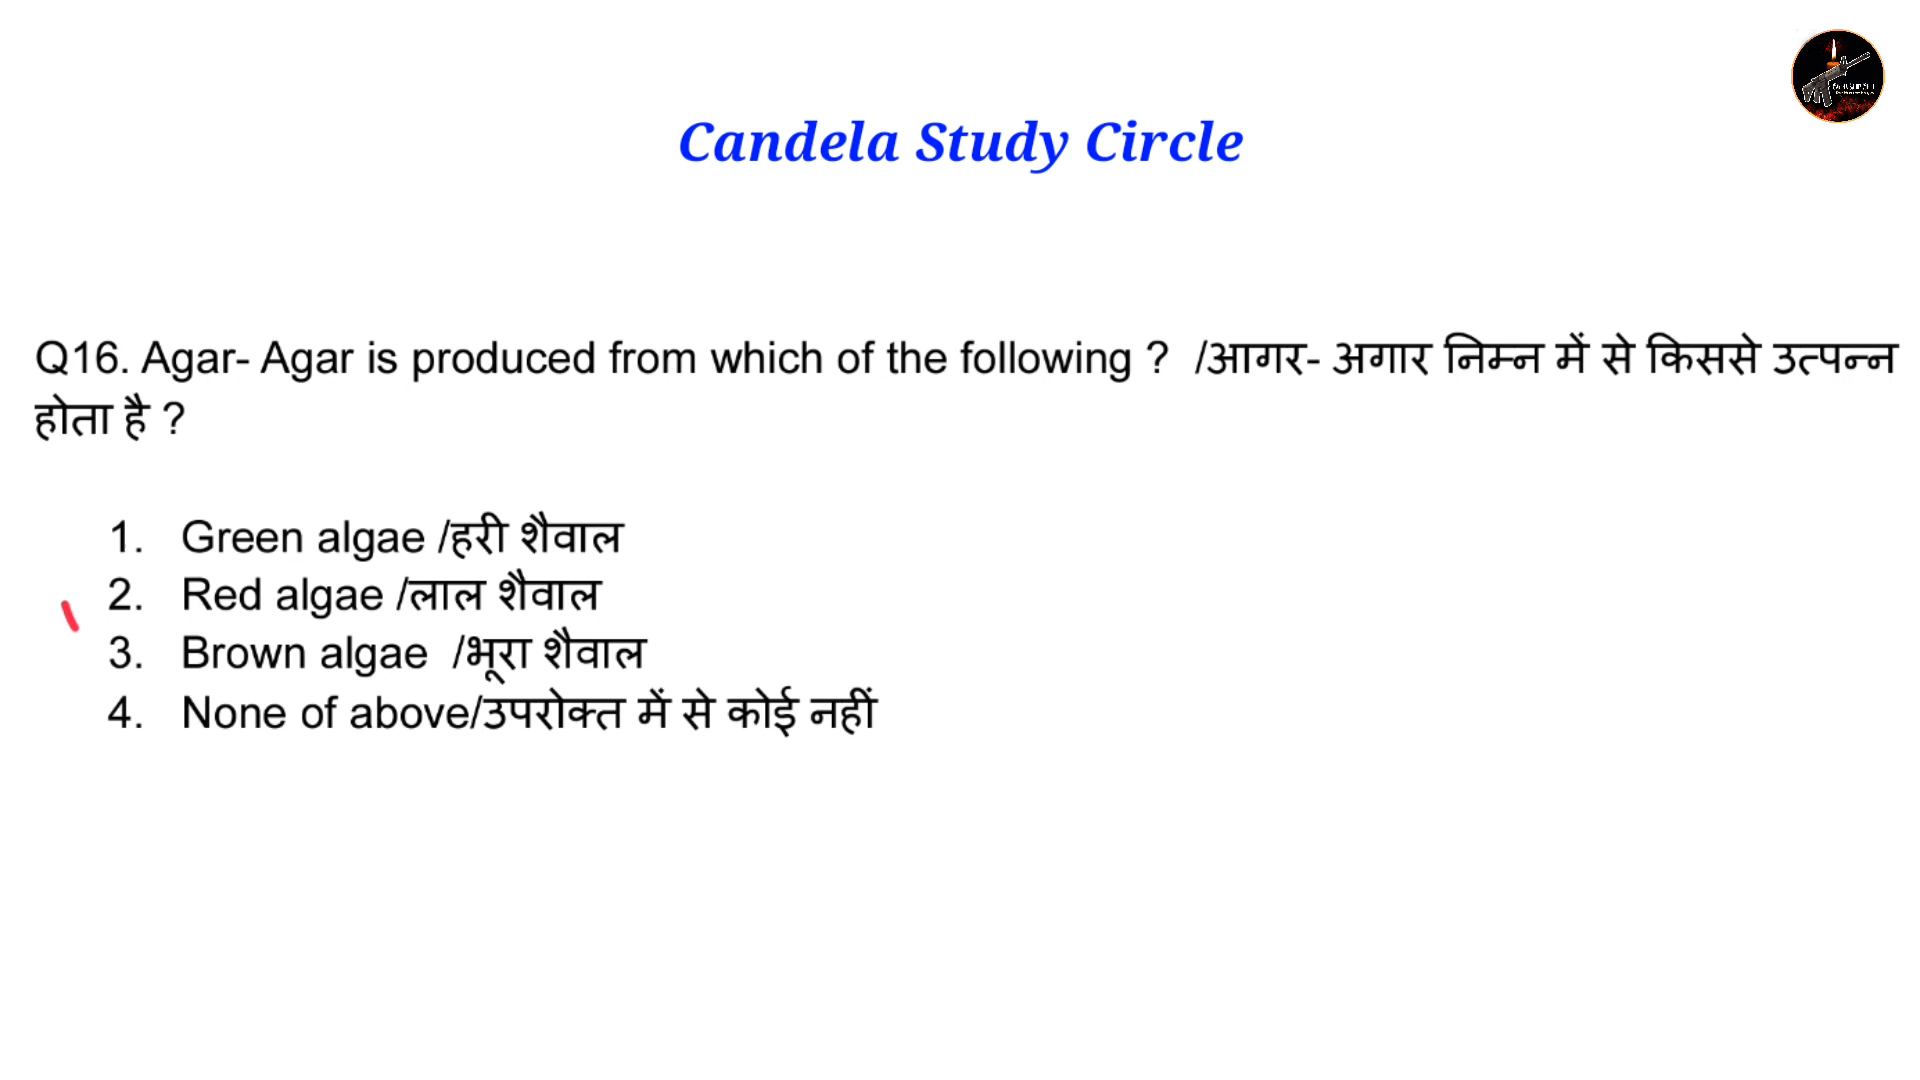 Candela Study Circle
Q16. Agar- Agar is produced from which of the following ? /आगर- अगार निम्न में से किससे उत्पन्न
होता है ?
1. Green algae /हरी शैवाल
2. Red algae /लाल शैवाल
3. Brown algae /भूरा शैवाल
4. None of above/उपरोक्त में से कोई नहीं